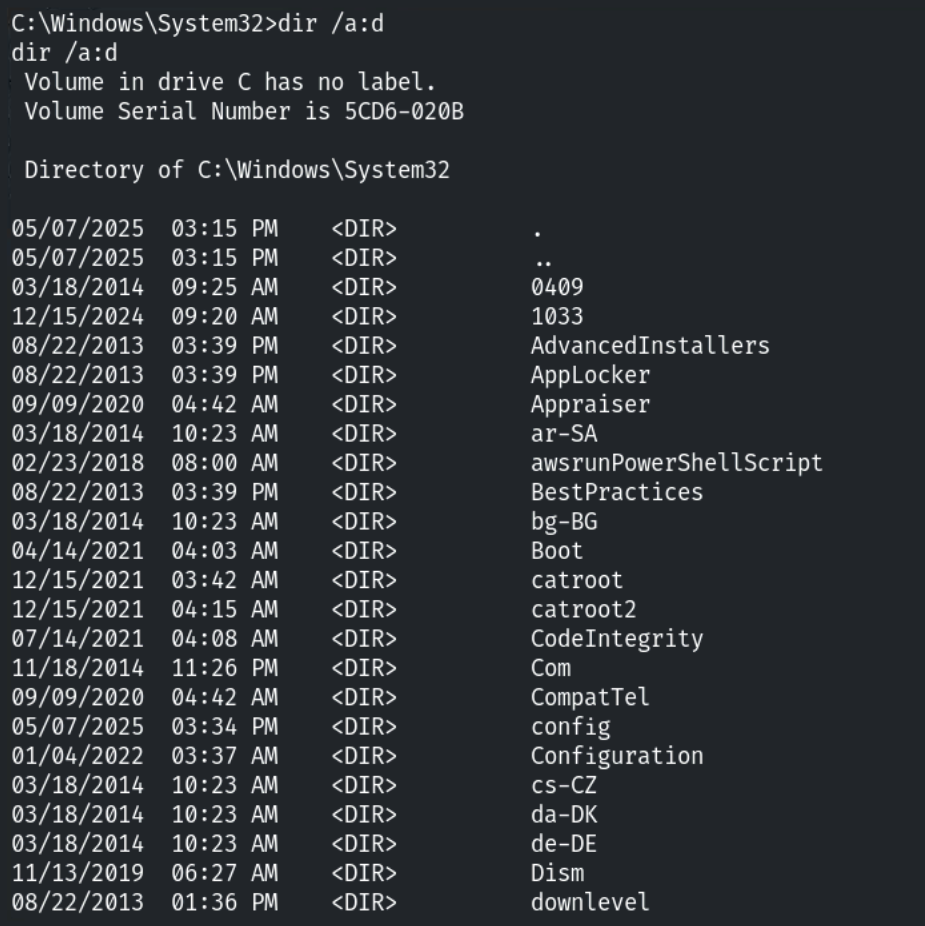 C:\Windows\System32>dir /a:d
dir /a:d
 Volume in drive C has no label.
 Volume Serial Number is 5CD6-020B

 Directory of C:\Windows\System32

05/07/2025  03:15 PM    <DIR>          .
05/07/2025  03:15 PM    <DIR>          ..
03/18/2014  09:25 AM    <DIR>          0409
12/15/2024  09:20 AM    <DIR>          1033
08/22/2013  03:39 PM    <DIR>          AdvancedInstallers
08/22/2013  03:39 PM    <DIR>          AppLocker
09/09/2020  04:42 AM    <DIR>          Appraiser
03/18/2014  10:23 AM    <DIR>          ar-SA
02/23/2018  08:00 AM    <DIR>          awsrunPowerShellScript
08/22/2013  03:39 PM    <DIR>          BestPractices
03/18/2014  10:23 AM    <DIR>          bg-BG
04/14/2021  04:03 AM    <DIR>          Boot
12/15/2021  03:42 AM    <DIR>          catroot
12/15/2021  04:15 AM    <DIR>          catroot2
07/14/2021  04:08 AM    <DIR>          CodeIntegrity
11/18/2014  11:26 PM    <DIR>          Com
09/09/2020  04:42 AM    <DIR>          CompatTel
05/07/2025  03:34 PM    <DIR>          config
01/04/2022  03:37 AM    <DIR>          Configuration
03/18/2014  10:23 AM    <DIR>          cs-CZ
03/18/2014  10:23 AM    <DIR>          da-DK
03/18/2014  10:23 AM    <DIR>          de-DE
11/13/2019  06:27 AM    <DIR>          Dism
08/22/2013  01:36 PM    <DIR>          downlevel